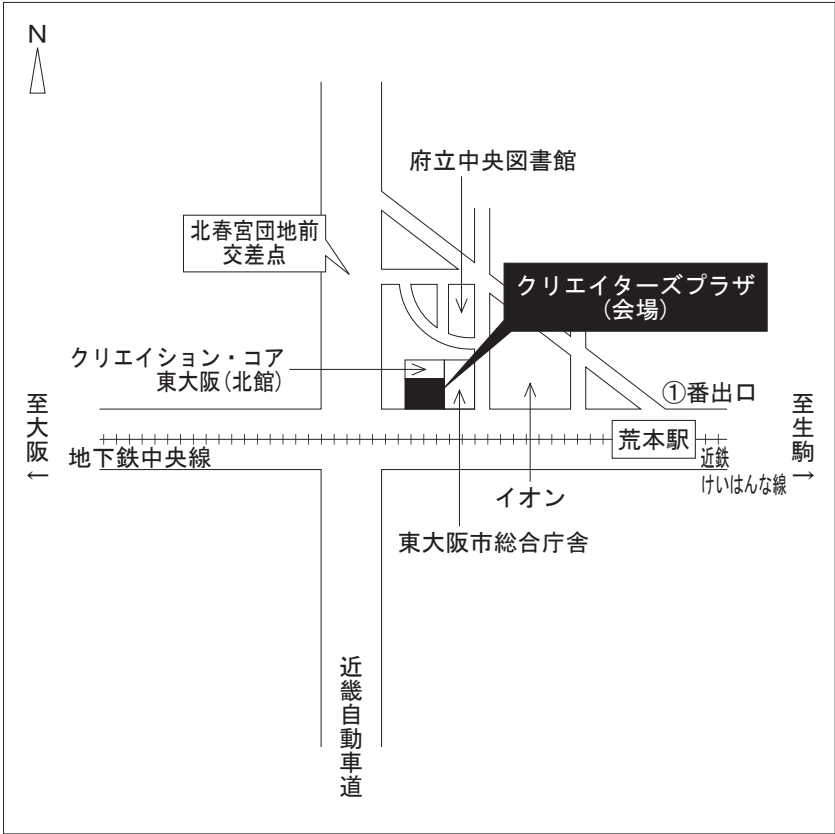 N
府立中央図書館
北春宮団地前
交差点
クリエイターズプラザ
(会場)
クリエイション・コア
東大阪(北館)
①番出口
至大阪←
至生駒→
荒本駅
地下鉄中央線
近鉄
けいはんな線
イオン
東大阪市総合庁舎
近畿自動車道